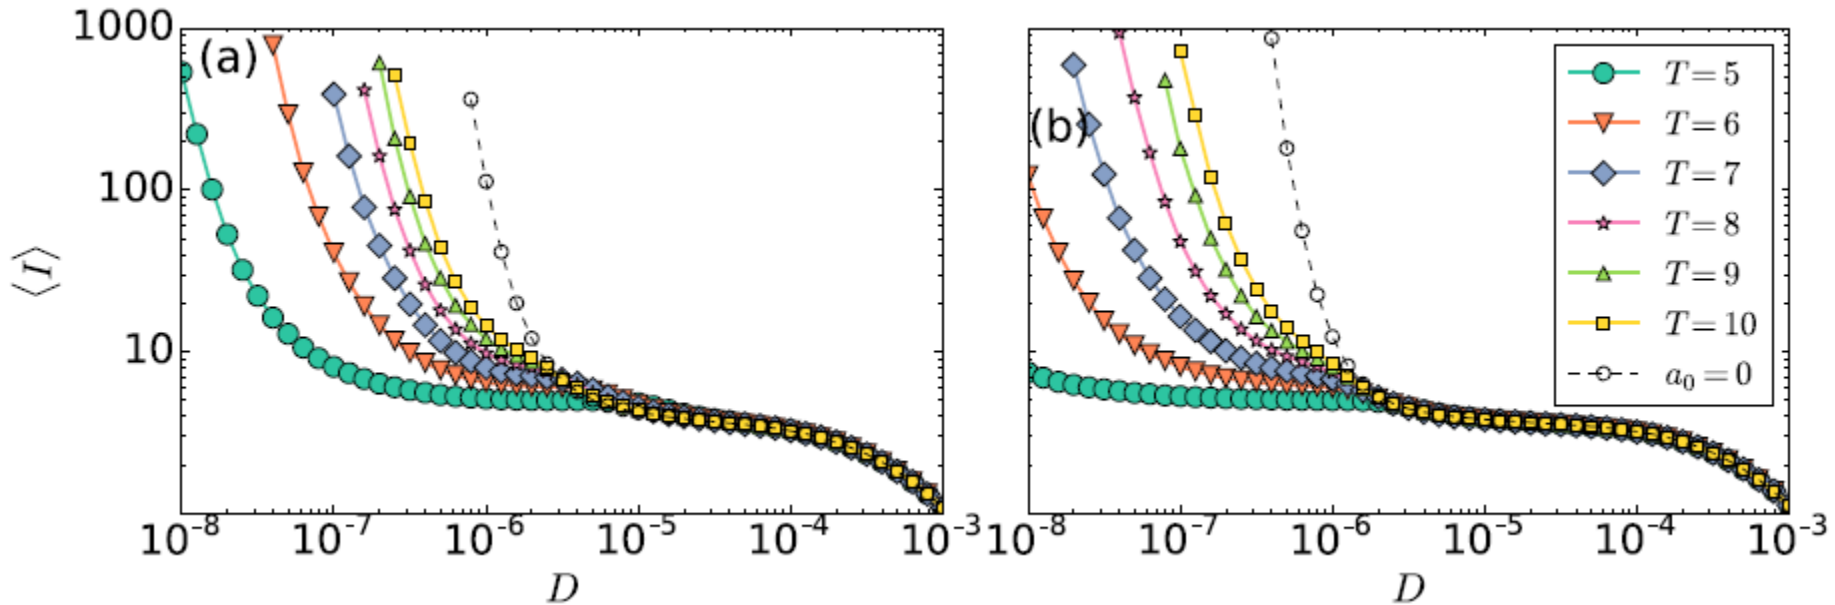 1000
100
10
⟨I⟩
(a)
10⁻⁸ 10⁻⁷ 10⁻⁶ 10⁻⁵ 10⁻⁴ 10⁻³
D
(b)
T = 5
T = 6
T = 7
T = 8
T = 9
T = 10
a₀ = 0
10⁻⁸ 10⁻⁷ 10⁻⁶ 10⁻⁵ 10⁻⁴ 10⁻³
D